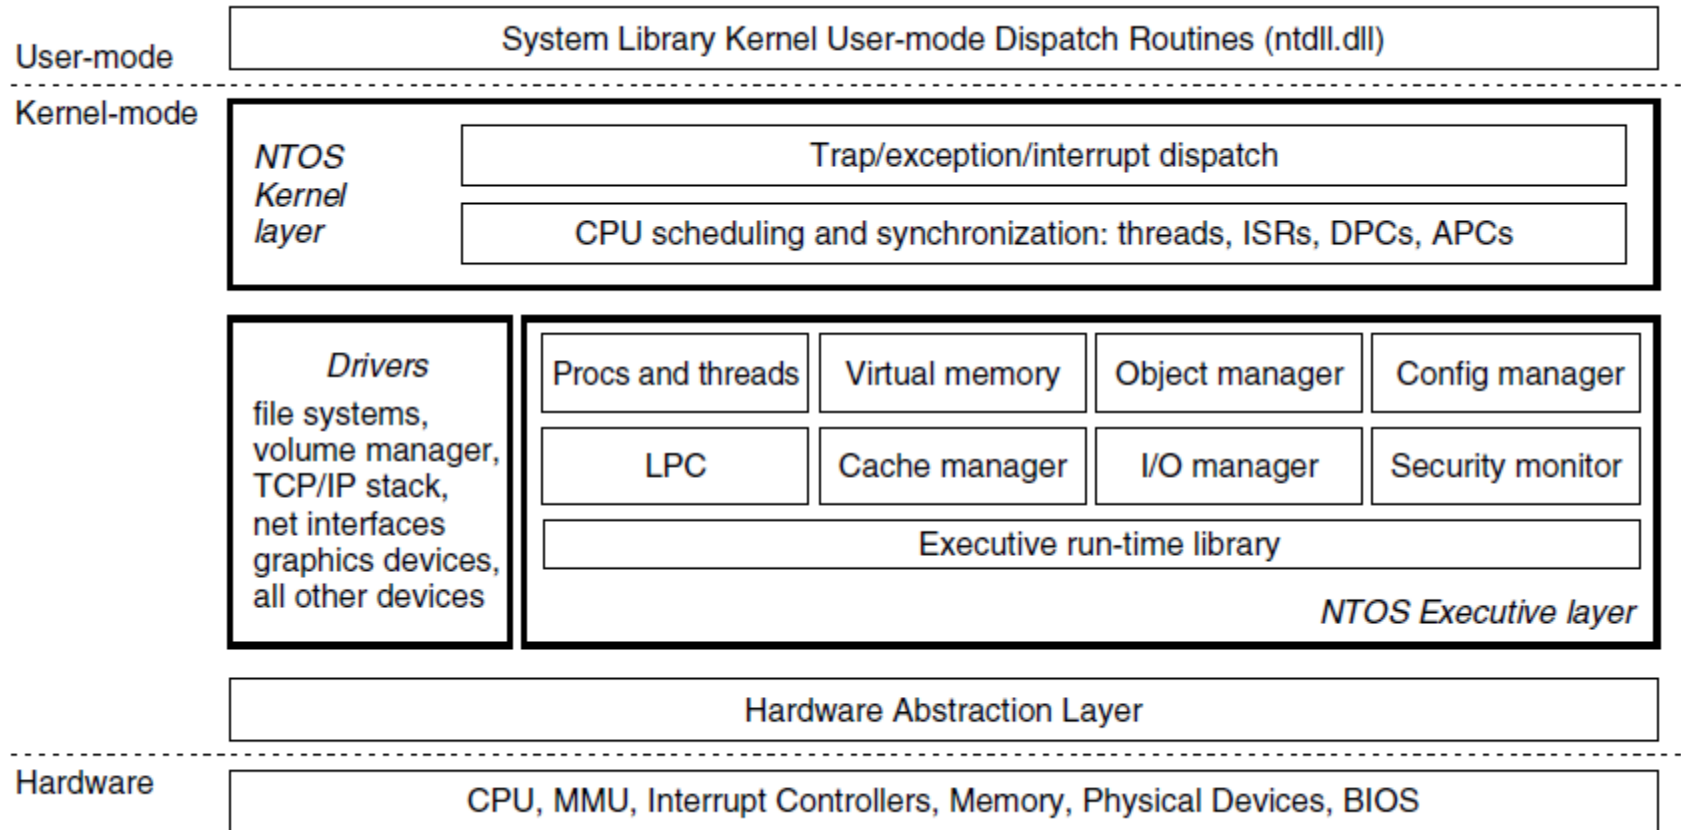 User-mode
System Library Kernel User-mode Dispatch Routines (ntdll.dll)
Kernel-mode
NTOS
Kernel
layer
Trap/exception/interrupt dispatch
CPU scheduling and synchronization: threads, ISRs, DPCs, APCs
Drivers
file systems,
volume manager,
TCP/IP stack,
net interfaces
graphics devices,
all other devices
Procs and threads
Virtual memory
Object manager
Config manager
LPC
Cache manager
I/O manager
Security monitor
Executive run-time library
NTOS Executive layer
Hardware Abstraction Layer
Hardware
CPU, MMU, Interrupt Controllers, Memory, Physical Devices, BIOS